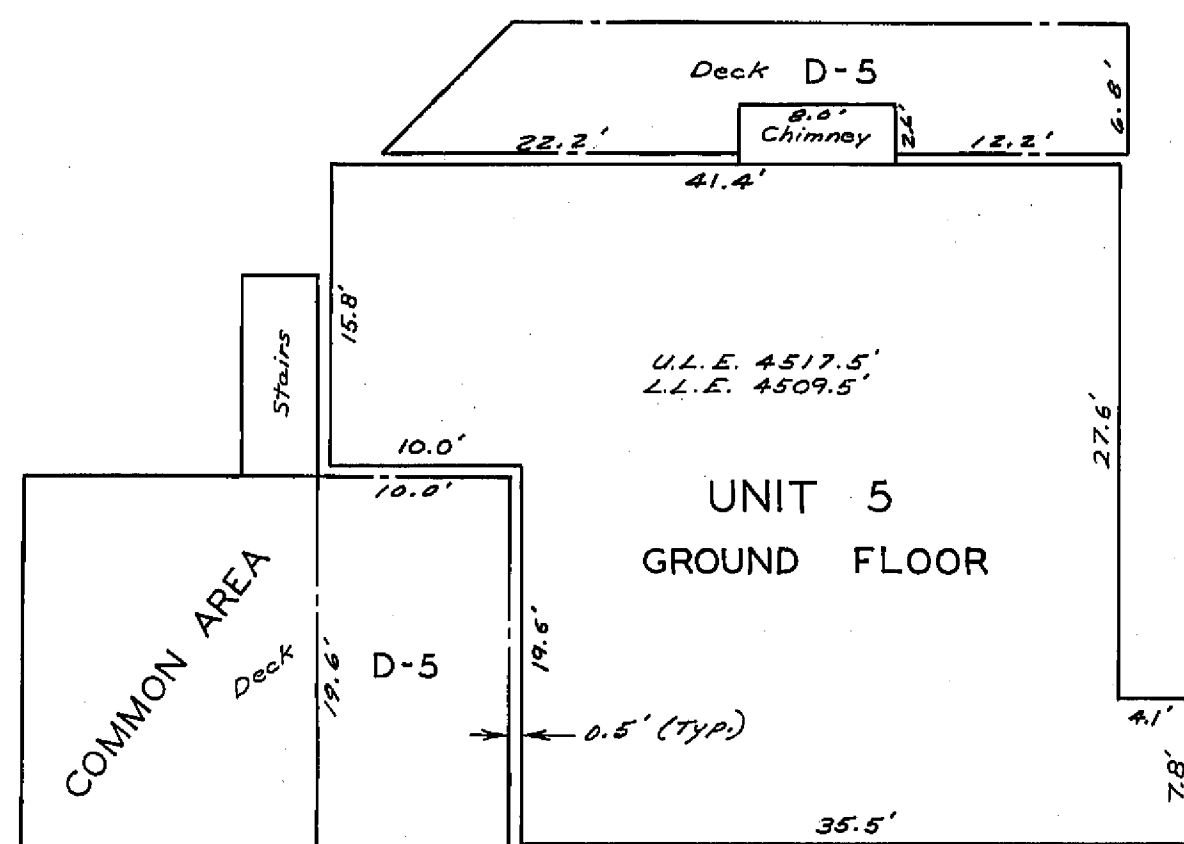 Deck D-5
6.8'
8.0'
Chimney
22.2'
12.2'
41.4'
15.8'
Stairs
U.L.E. 4517.5'
L.L.E. 4509.5'
27.6'
10.0'
10.0'
UNIT 5
GROUND FLOOR
COMMON AREA
Deck
19.6'
D-5
19.6'
0.5' (TYP.)
4.1'
7.8'
35.5'